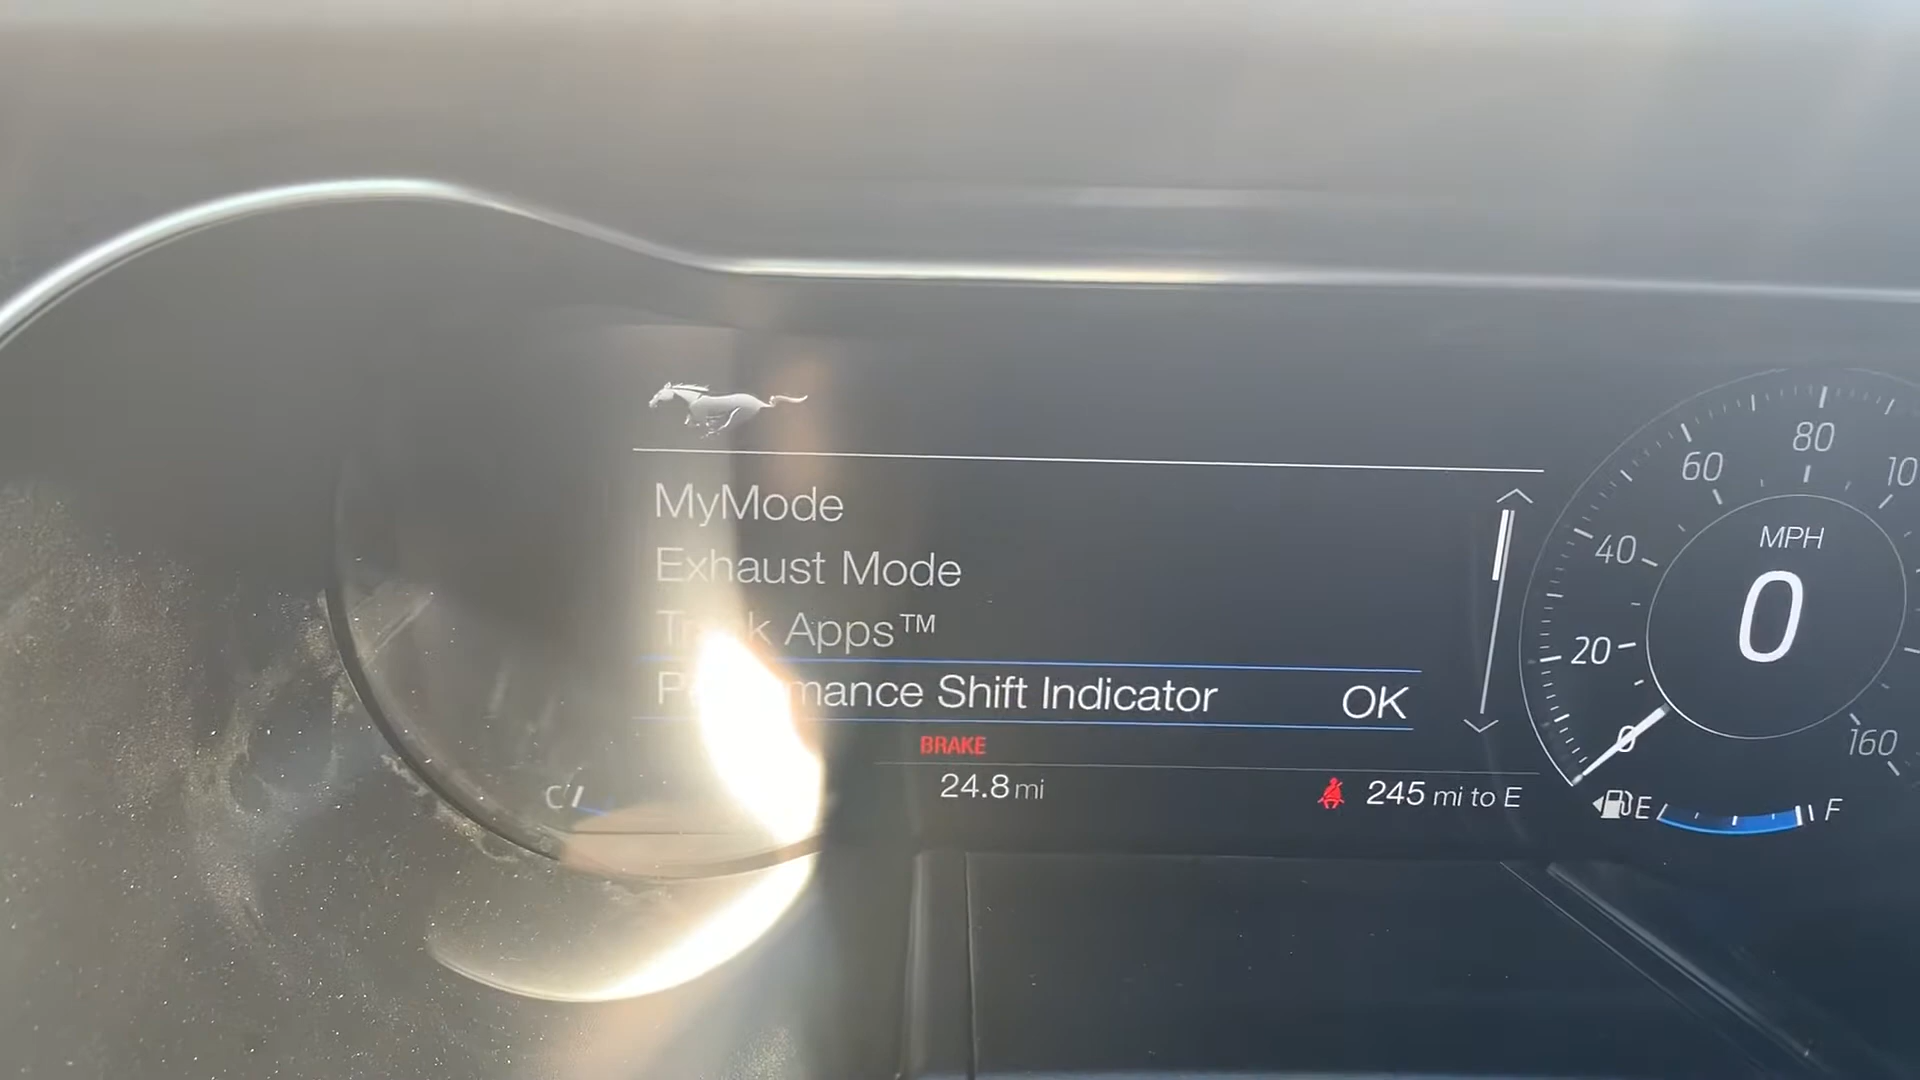 MyMode
Exhaust Mode
Track Apps™
Performance Shift Indicator OK
BRAKE
24.8 mi
245 mi to E
C
MPH
0
0
20
40
60
80
160
E
F